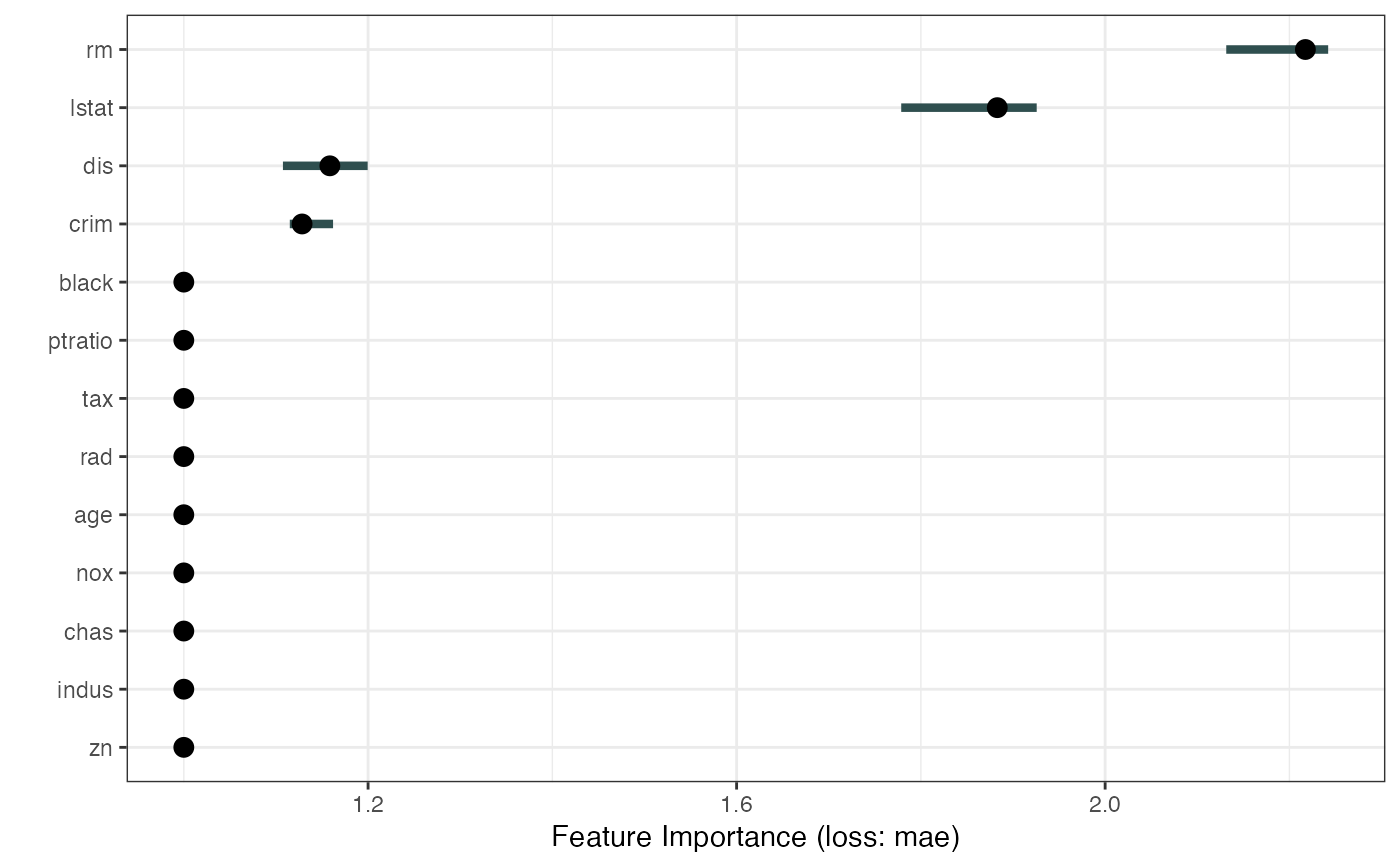 rm
lstat
dis
crim
black
ptratio
tax
rad
age
nox
chas
indus
zn
1.2 1.6 2.0
Feature Importance (loss: mae)